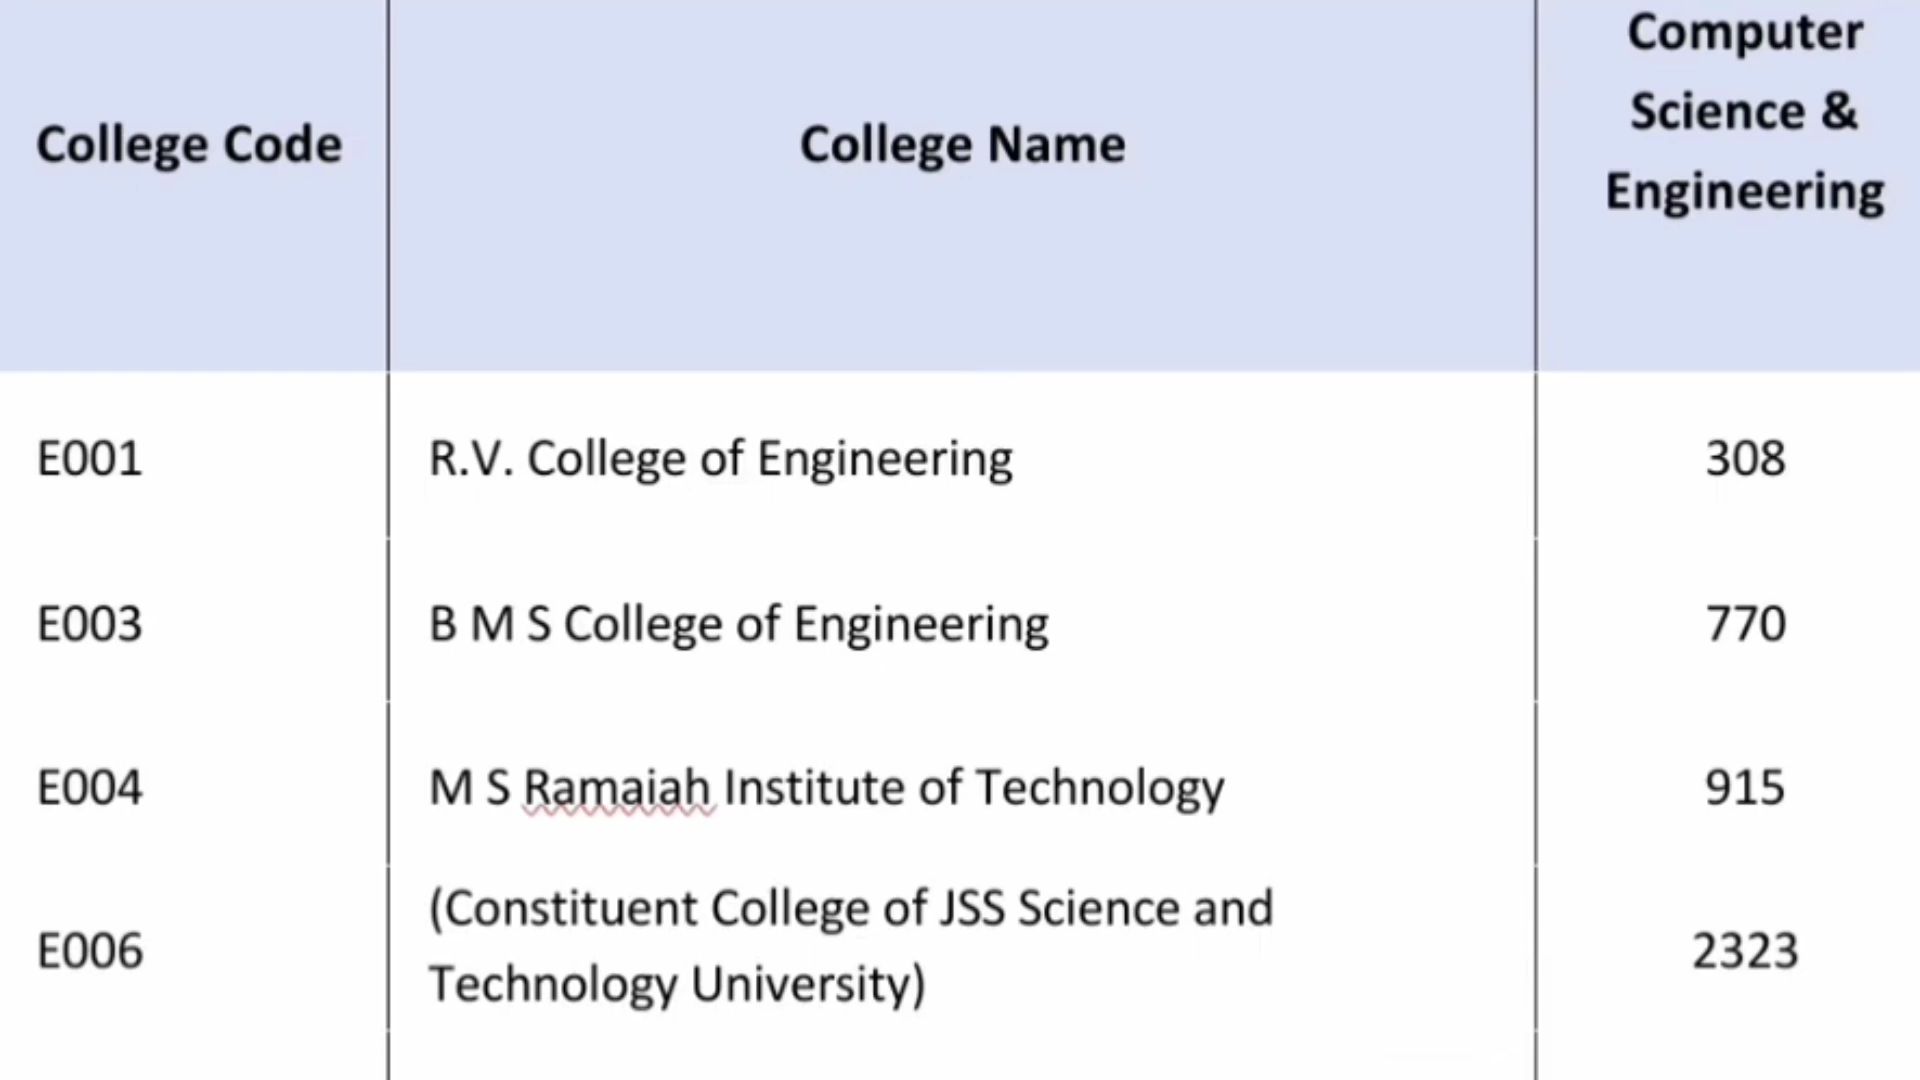 College Code
College Name
Computer
Science &
Engineering
E001
R.V. College of Engineering
308
E003
B M S College of Engineering
770
E004
M S Ramaiah Institute of Technology
915
E006
(Constituent College of JSS Science and
Technology University)
2323